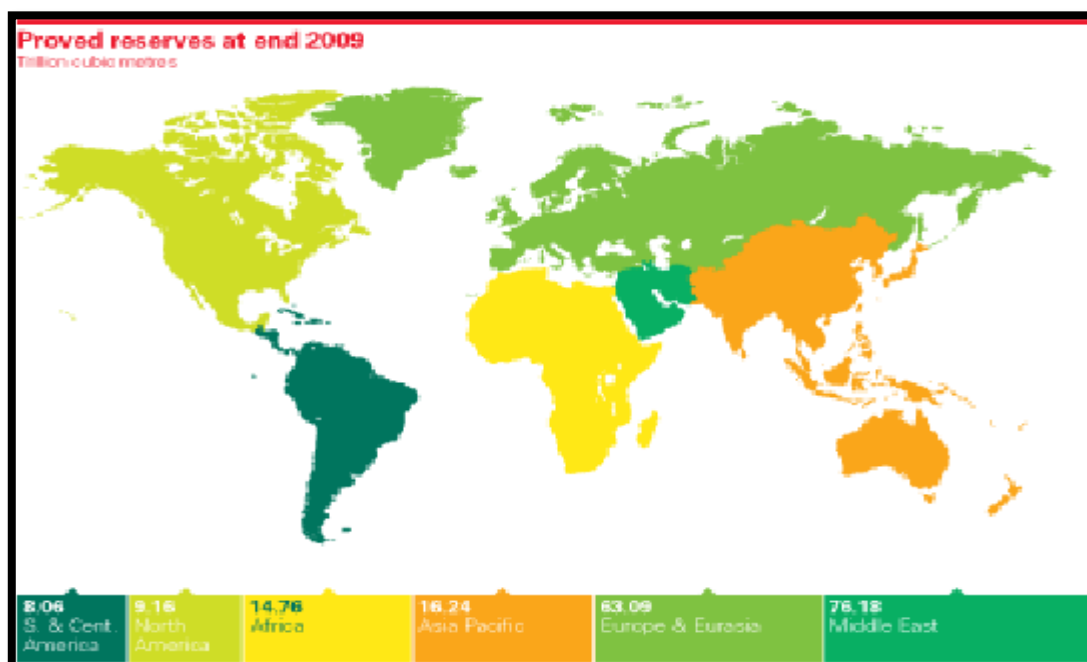 Proved reserves at end 2009
Trillion cubic metres
8.06
S. & Cent.
America
9.16
North
America
14.76
Africa
16.24
Asia Pacific
63.09
Europe & Eurasia
76.18
Middle East